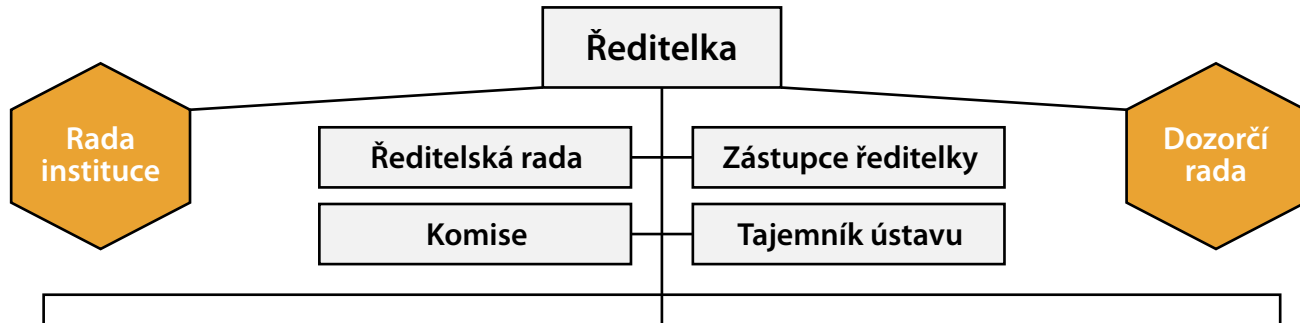 Ředitelka
Rada
instituce
Ředitelská rada
Zástupce ředitelky
Dozorčí
rada
Komise
Tajemník ústavu